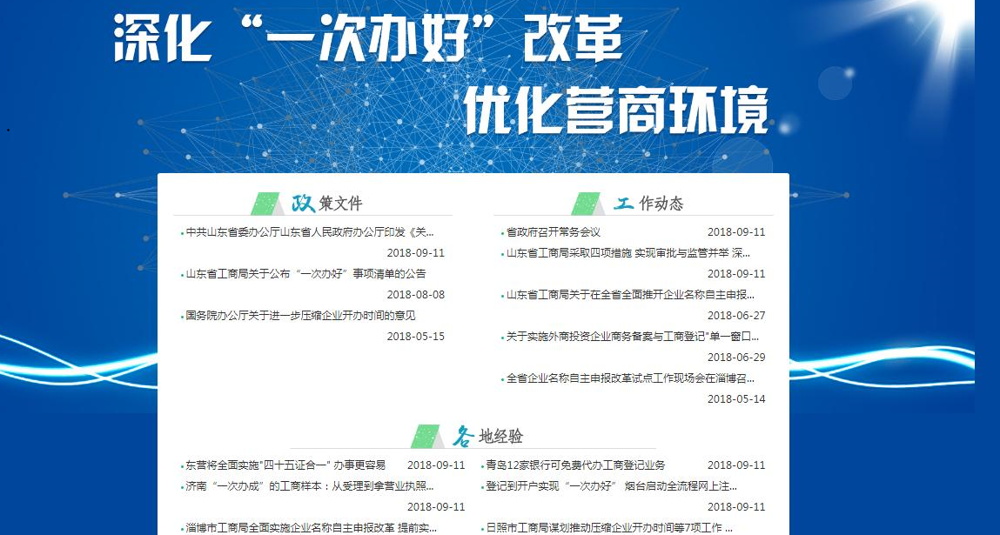 深化“一次办好”改革
优化营商环境
政策文件
中共山东省委办公厅山东省人民政府办公厅印发《关...
2018-09-11
山东省工商局关于公布“一次办好”事项清单的公告
2018-08-08
国务院办公厅关于进一步压缩企业开办时间的意见
2018-05-15
工作动态
省政府召开常务会议 2018-09-11
山东省工商局采取四项措施 实现审批与监管并举 深...
2018-09-11
山东省工商局关于在全省全面推开企业名称自主申报...
2018-06-27
关于实施外商投资企业商务备案与工商登记"单一窗口...
2018-06-29
全省企业名称自主申报改革试点工作现场会在淄博召...
2018-05-14
各地经验
东营将全面实施"四十五证合一" 办事更容易 2018-09-11
济南“一次办成”的工商样本：从受理到拿营业执照...
2018-09-11
淄博市工商局全面实施企业名称自主申报改革 提前实...
青岛12家银行可免费代办工商登记业务 2018-09-11
登记到开户实现“一次办好” 烟台启动全流程网上注...
2018-09-11
日照市工商局谋划推动压缩企业开办时间等7项工作 ...